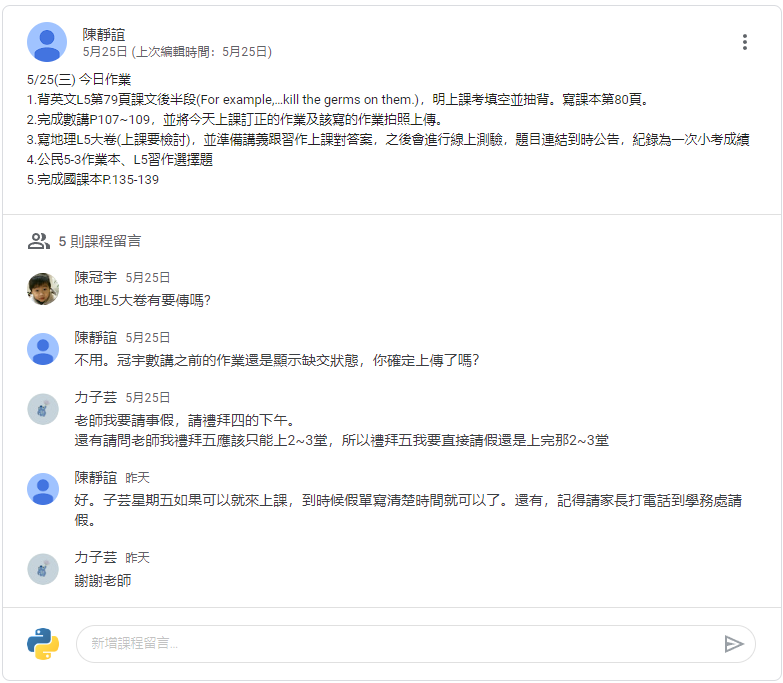 陳靜誼
5月25日 (上次編輯時間：5月25日)
5/25(三) 今日作業
1.背英文L5第79頁課文後半段(For example,...kill the germs on them.)，明上課考填空並抽背。寫課本第80頁。
2.完成數講P107~109，並將今天上課訂正的作業及該寫的作業拍照上傳。
3.寫地理L5大卷(上課要檢討)，並準備講義跟習作上課對答案，之後會進行線上測驗，題目連結到時公告，紀錄為一次小考成績
4.公民5-3作業本、L5習作選擇題
5.完成國課本P.135-139
5 則課程留言
陳冠宇 5月25日
地理L5大卷有要傳嗎?
陳靜誼 5月25日
不用。冠宇數講之前的作業還是顯示缺交狀態，你確定上傳了嗎?
力子芸 5月25日
老師我要請事假，請禮拜四的下午。
還有請問老師我禮拜五應該只能上2~3堂，所以禮拜五我要直接請假還是上完那2~3堂
陳靜誼 昨天
好。子芸星期五如果可以就來上課，到時候假單寫清楚時間就可以了。還有，記得請家長打電話到學務處請
假。
力子芸 昨天
謝謝老師
新增課程留言...